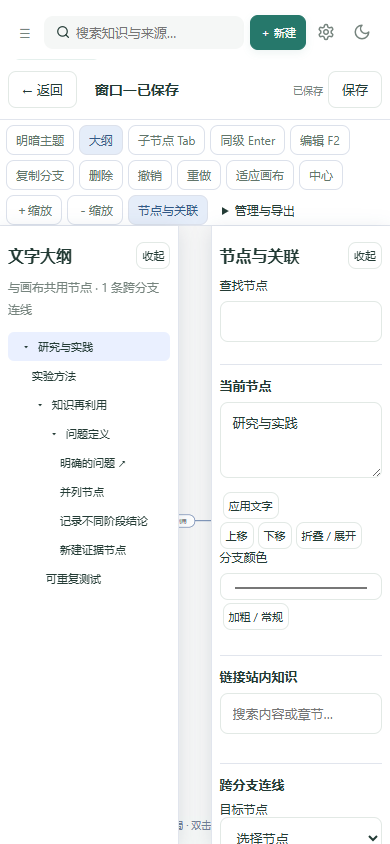 搜索知识与来源...
+ 新建
← 返回
窗口一已保存
已保存
保存
明暗主题
大纲
子节点 Tab
同级 Enter
编辑 F2
复制分支
删除
撤销
重做
适应画布
中心
+ 缩放
- 缩放
节点与关联
▶ 管理与导出
文字大纲
收起
与画布共用节点 · 1 条跨分支
连线
研究与实践
实验方法
知识再利用
问题定义
明确的问题 ↗
并列节点
记录不同阶段结论
新建证据节点
可重复测试
· 双击
节点与关联
收起
查找节点
当前节点
研究与实践
应用文字
上移
下移
折叠 / 展开
分支颜色
加粗 / 常规
链接站内知识
搜索内容或章节...
跨分支连线
目标节点
选择节点